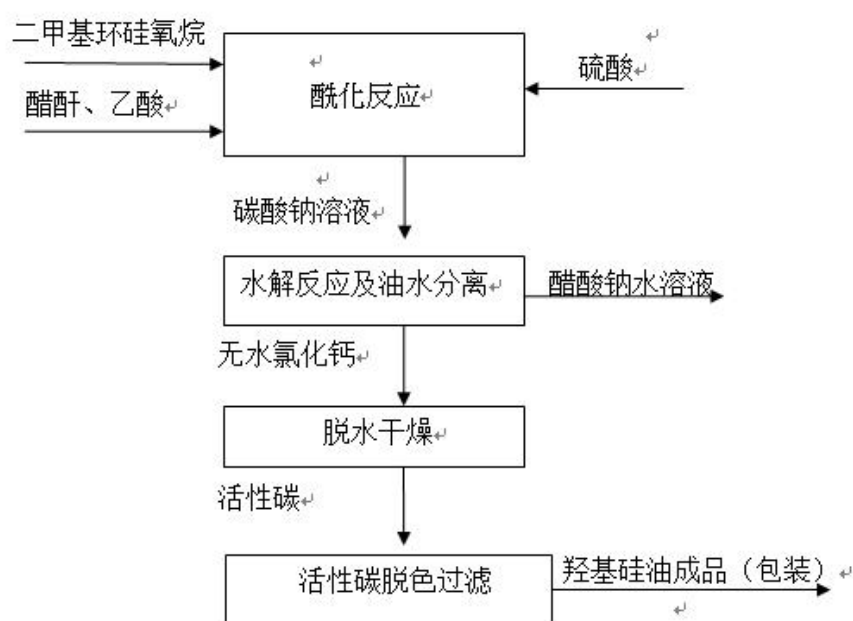 二甲基环硅氧烷
硫酸
酰化反应
醋酐、乙酸
碳酸钠溶液
水解反应及油水分离
醋酸钠水溶液
无水氯化钙
脱水干燥
活性碳
活性碳脱色过滤
羟基硅油成品（包装）